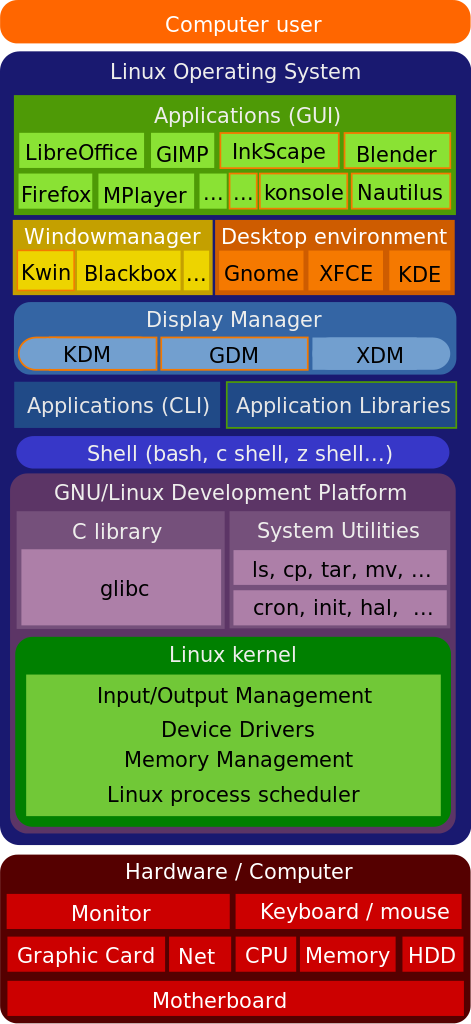 Computer user
Linux Operating System
Applications (GUI)
LibreOffice GIMP InkScape Blender
Firefox MPlayer ... ... konsole Nautilus
Windowmanager Desktop environment
Kwin Blackbox ... Gnome XFCE KDE
Display Manager
KDM GDM XDM
Applications (CLI) Application Libraries
Shell (bash, c shell, z shell...)
GNU/Linux Development Platform
C library System Utilities
glibc ls, cp, tar, mv, ...
cron, init, hal, ...
Linux kernel
Input/Output Management
Device Drivers
Memory Management
Linux process scheduler
Hardware / Computer
Monitor Keyboard / mouse
Graphic Card Net CPU Memory HDD
Motherboard